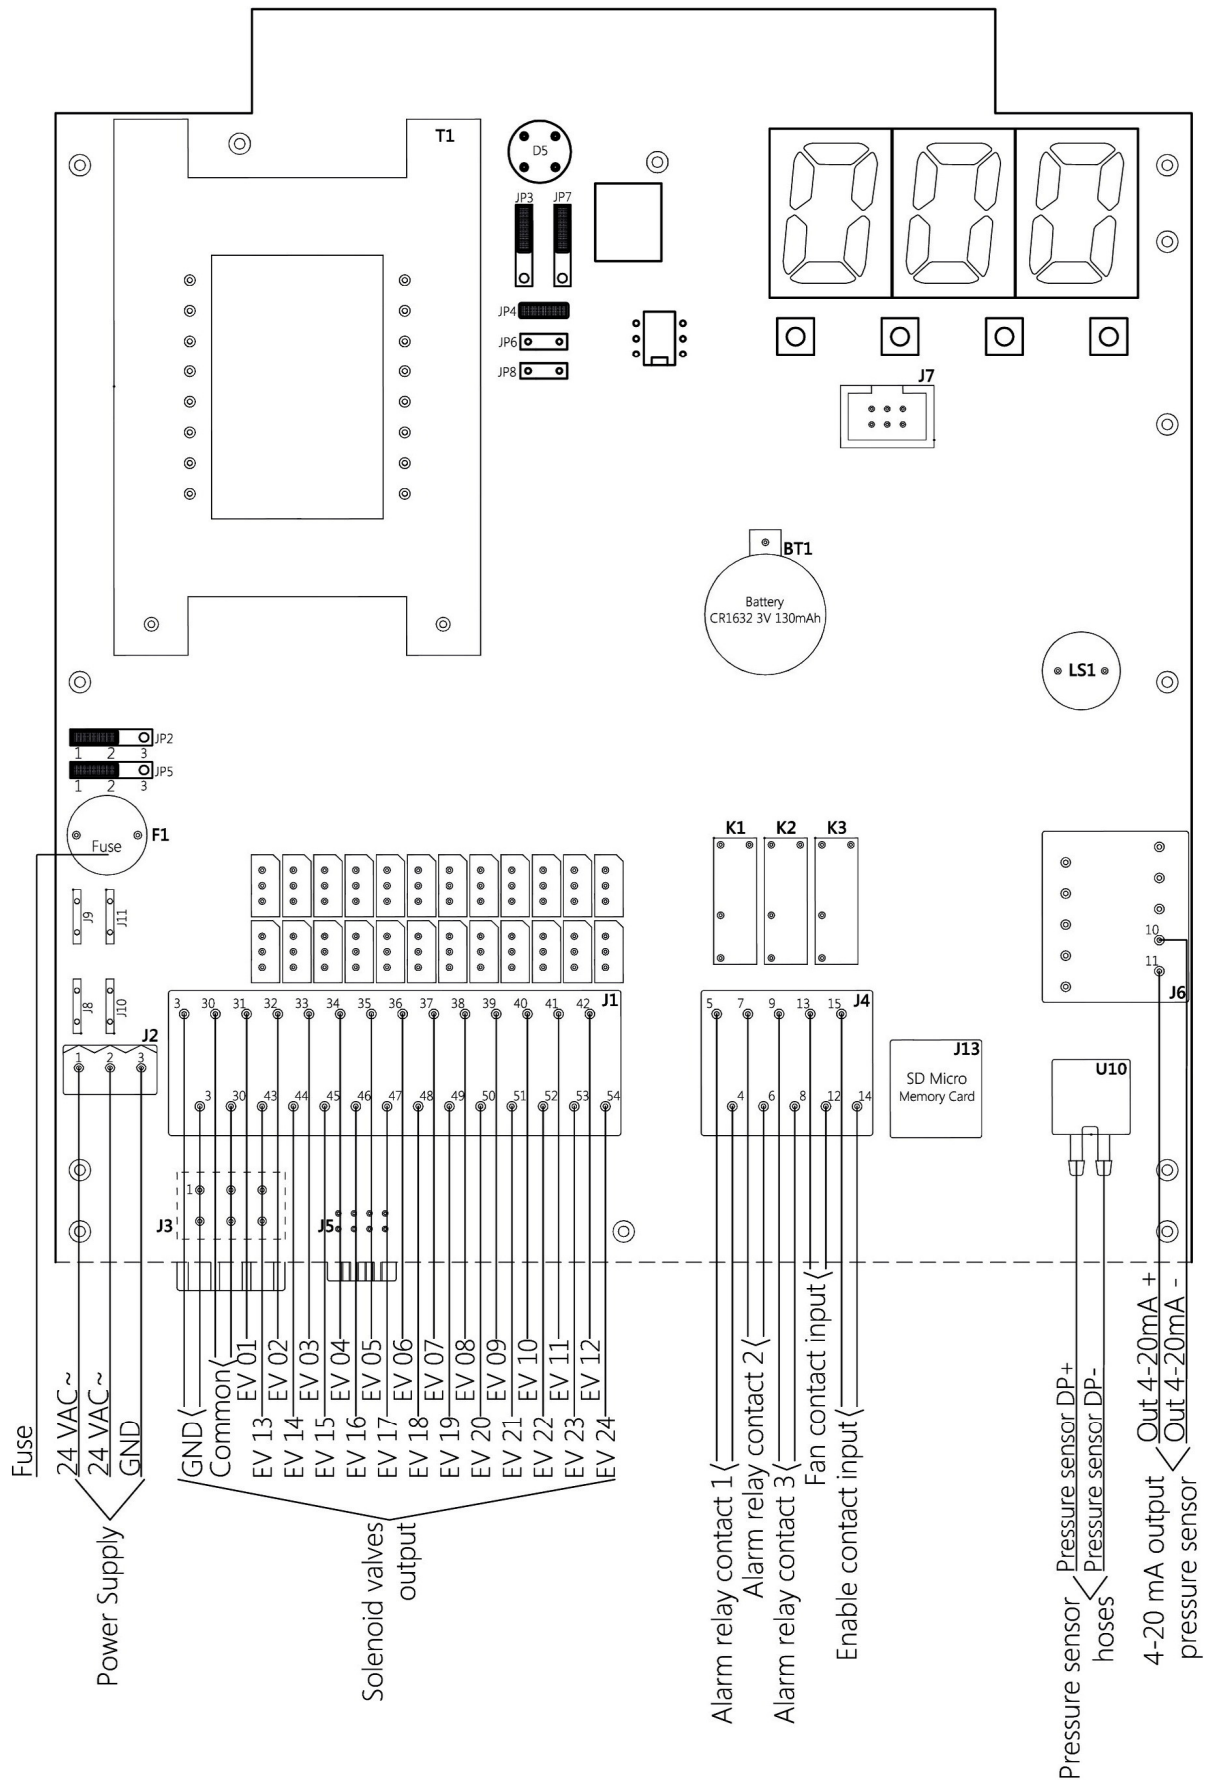 T1
D5
JP3 JP7
JP4
JP6
JP8
J7
BT1
Battery
CR1632 3V 130mAh
LS1
JP2
1 2 3
JP5
1 2 3
F1
Fuse
K1 K2 K3
J9 J11
J8 J10
10
11
J6
J2
1 2 3
3 30 31 32 33 34 35 36 37 38 39 40 41 42 J1
3 30 43 44 45 46 47 48 49 50 51 52 53 54
5 7 9 13 15 J4
4 6 8 12 14
J13
SD Micro
Memory Card
U10
1
J3
J5
Fuse
24 VAC~
24 VAC~
GND
Power Supply
GND
Common
EV 01
EV 13
EV 02
EV 14
EV 03
EV 15
EV 04
EV 16
EV 05
EV 17
EV 06
EV 18
EV 07
EV 19
EV 08
EV 20
EV 09
EV 21
EV 10
EV 22
EV 11
EV 23
EV 12
EV 24
Solenoid valves
output
Alarm relay contact 1
Alarm relay contact 2
Alarm relay contact 3
Fan contact input
Enable contact input
Pressure sensor DP+
Pressure sensor DP-
Pressure sensor
hoses
Out 4-20mA +
Out 4-20mA -
4-20 mA output
pressure sensor